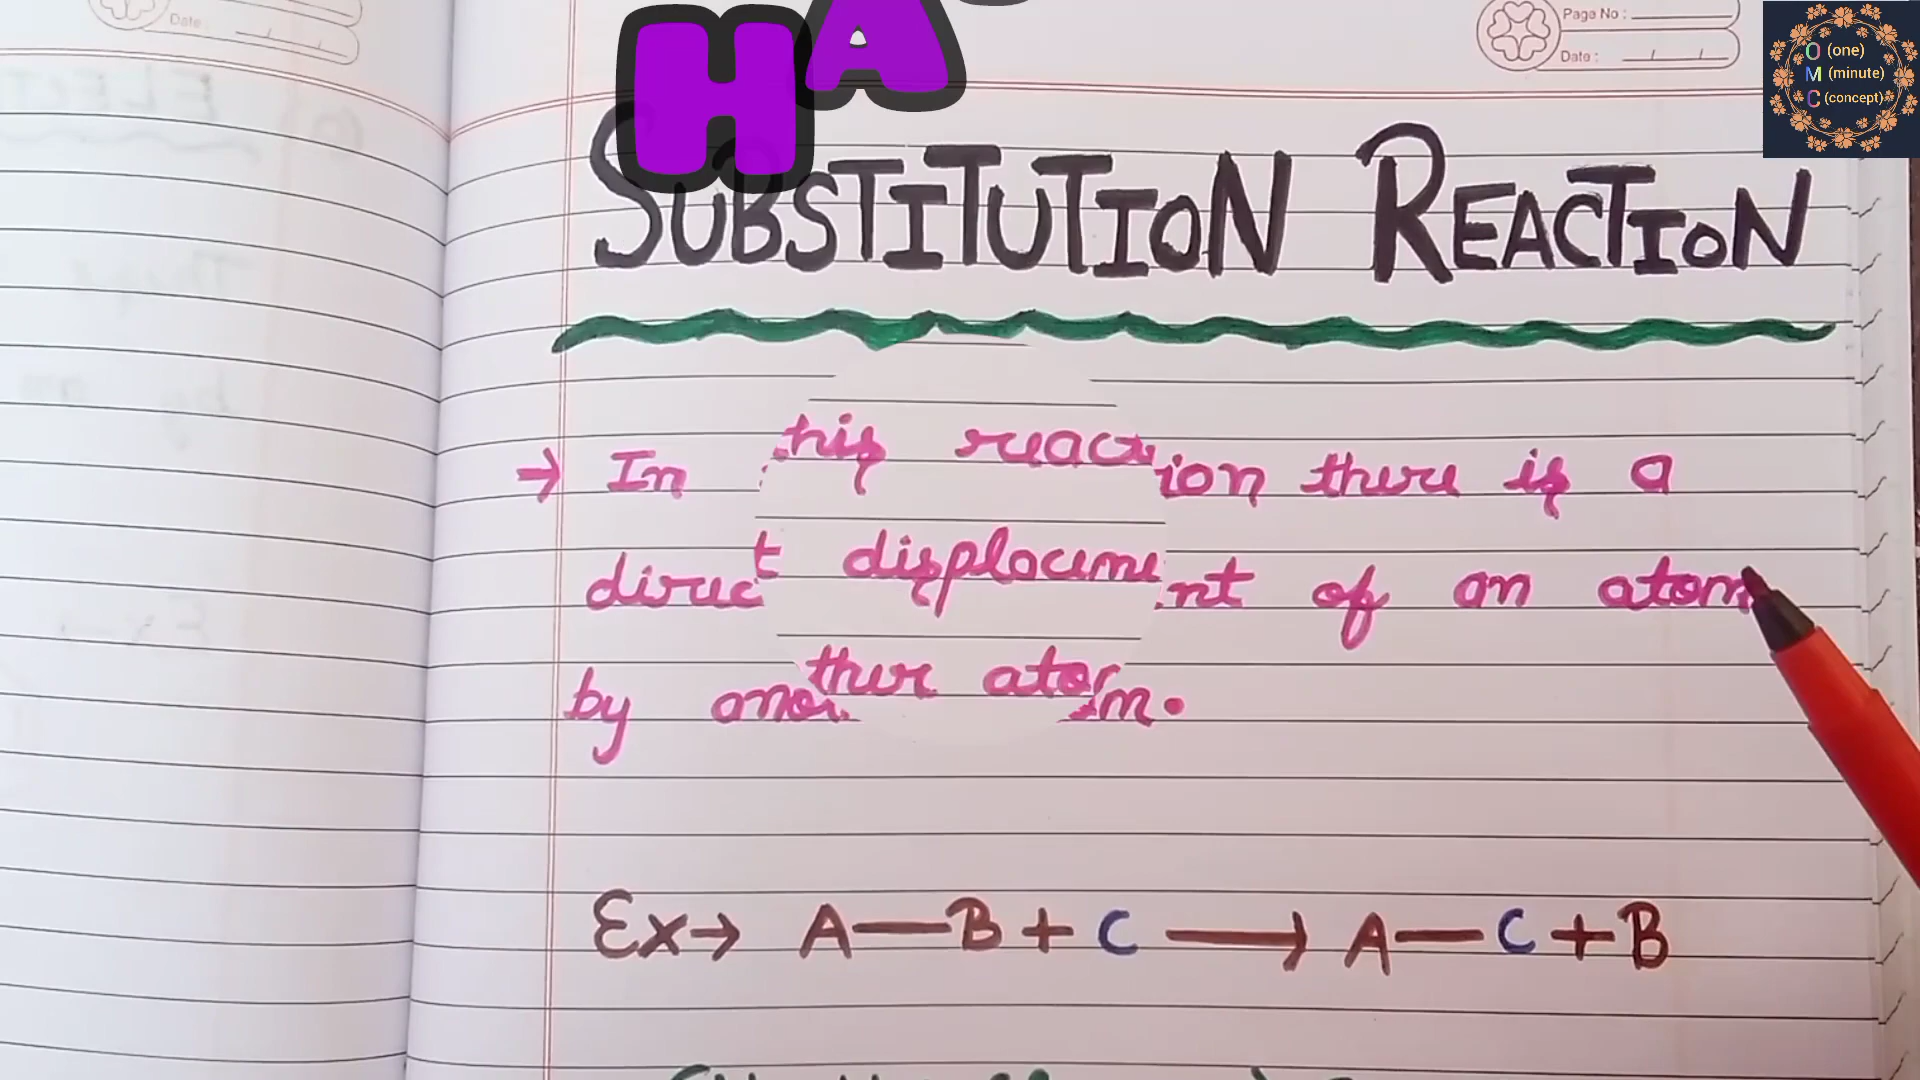 Date :
Page No :
Date :
O (one)
M (minute)
C (concept)
HA
SUBSTITUTION REACTION
→ In this reaction there is a
direct displacement of an atom
by another atom.
Ex→ A—B + C ⟶ A—C + B